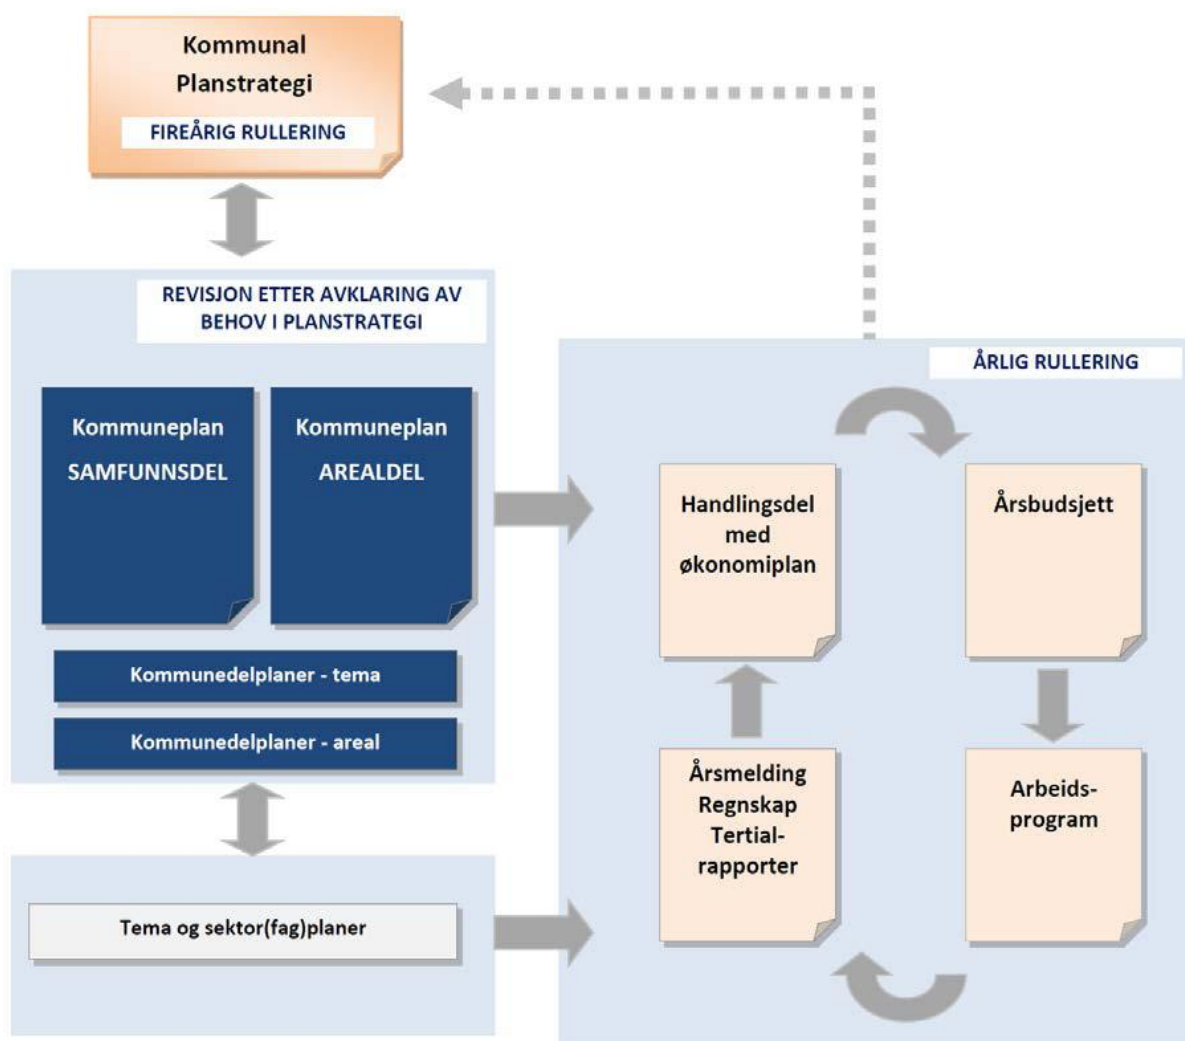 Kommunal
Planstrategi
FIREÅRIG RULLERING
REVISJON ETTER AVKLARING AV
BEHOV I PLANSTRATEGI
Kommuneplan
SAMFUNNSDEL
Kommuneplan
AREALDEL
Kommunedelplaner - tema
Kommunedelplaner - areal
Tema og sektor(fag)planer
ÅRLIG RULLERING
Handlingsdel
med
økonomiplan
Årsbudsjett
Årsmelding
Regnskap
Tertial-
rapporter
Arbeids-
program